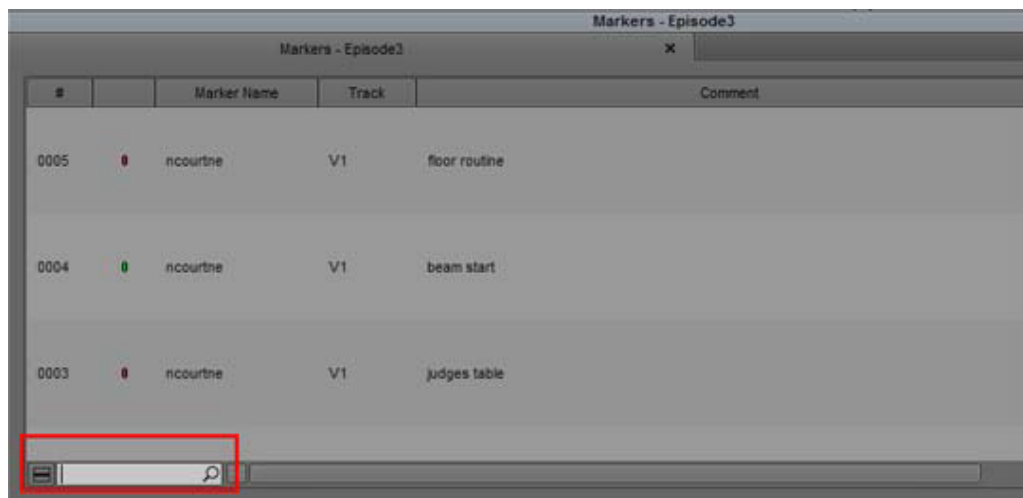 Markers - Episode3
Markers - Episode3
# Marker Name Track Comment
0005 ncourtne V1 floor routine
0004 ncourtne V1 beam start
0003 ncourtne V1 judges table